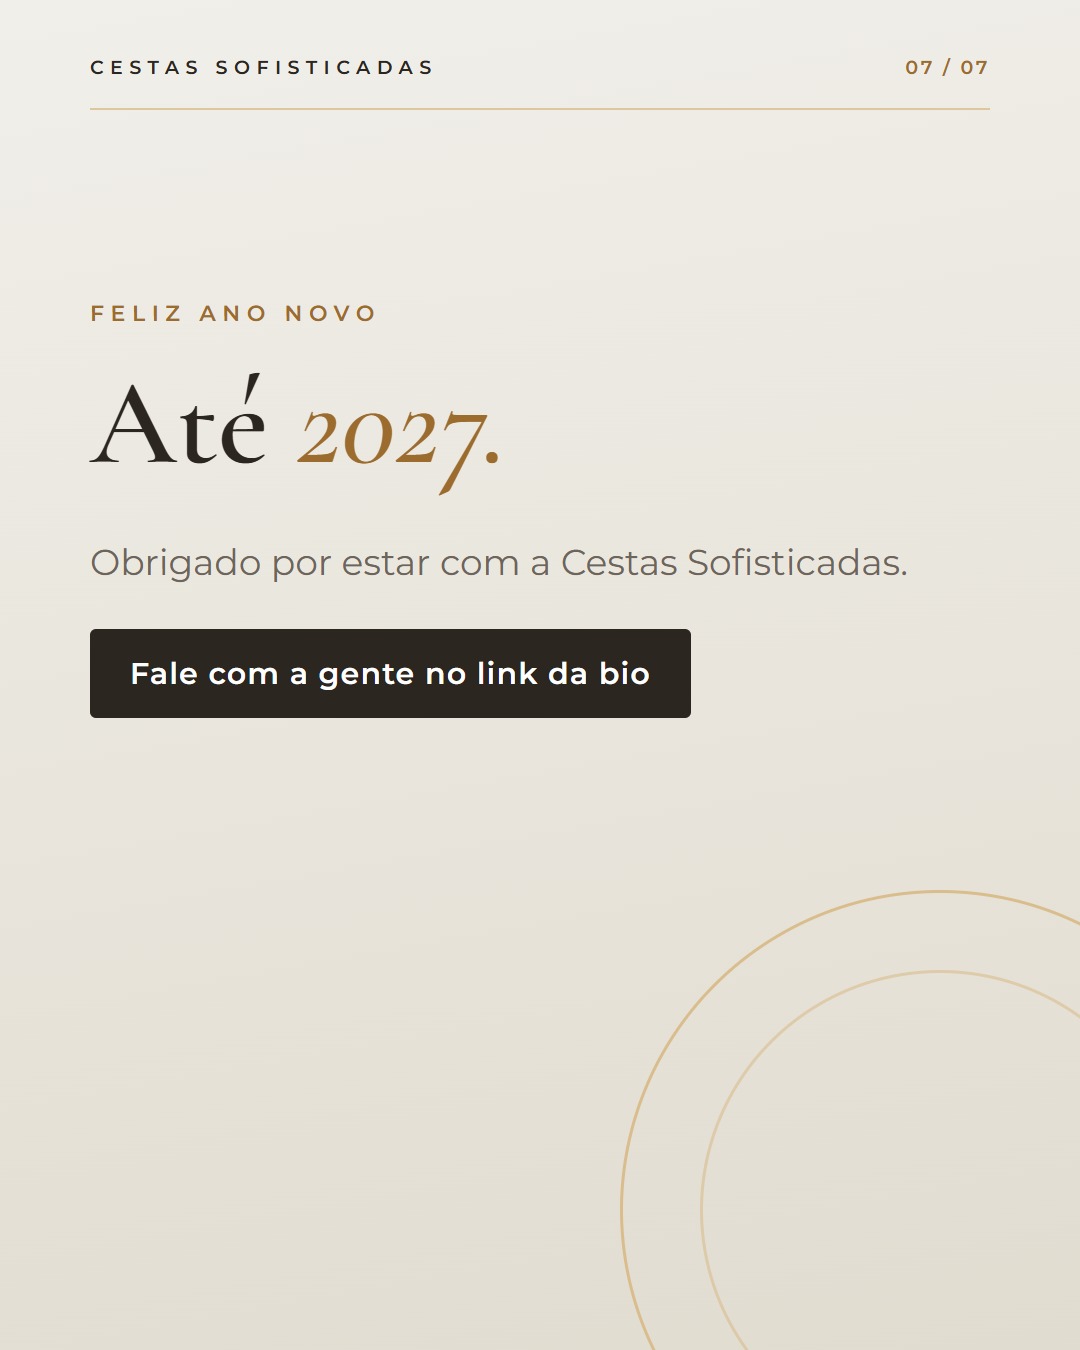 CESTAS SOFISTICADAS
07 / 07
FELIZ ANO NOVO
Até 2027.
Obrigado por estar com a Cestas Sofisticadas.
Fale com a gente no link da bio